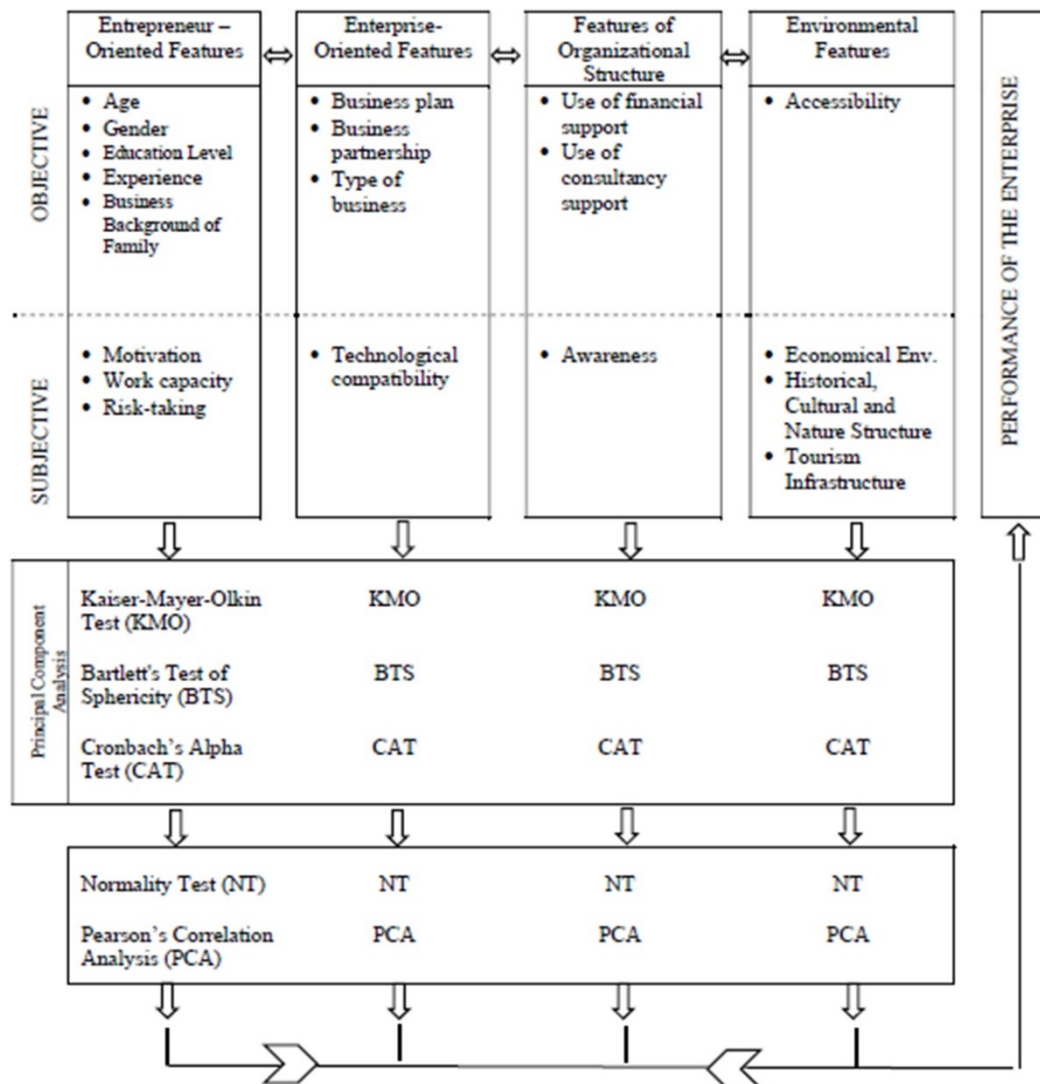 Entrepreneur –
Oriented Features
Enterprise-
Oriented Features
Features of
Organizational
Structure
Environmental
Features
OBJECTIVE
• Age
• Gender
• Education Level
• Experience
• Business
Background of
Family
• Business plan
• Business
partnership
• Type of
business
• Use of financial
support
• Use of
consultancy
support
• Accessibility
PERFORMANCE OF THE ENTERPRISE
SUBJECTIVE
• Motivation
• Work capacity
• Risk-taking
• Technological
compatibility
• Awareness
• Economical Env.
• Historical,
Cultural and
Nature Structure
• Tourism
Infrastructure
Principal Component
Analysis
Kaiser-Mayer-Olkin
Test (KMO)
KMO
KMO
KMO
Bartlett's Test of
Sphericity (BTS)
BTS
BTS
BTS
Cronbach’s Alpha
Test (CAT)
CAT
CAT
CAT
Normality Test (NT)
NT
NT
NT
Pearson’s Correlation
Analysis (PCA)
PCA
PCA
PCA